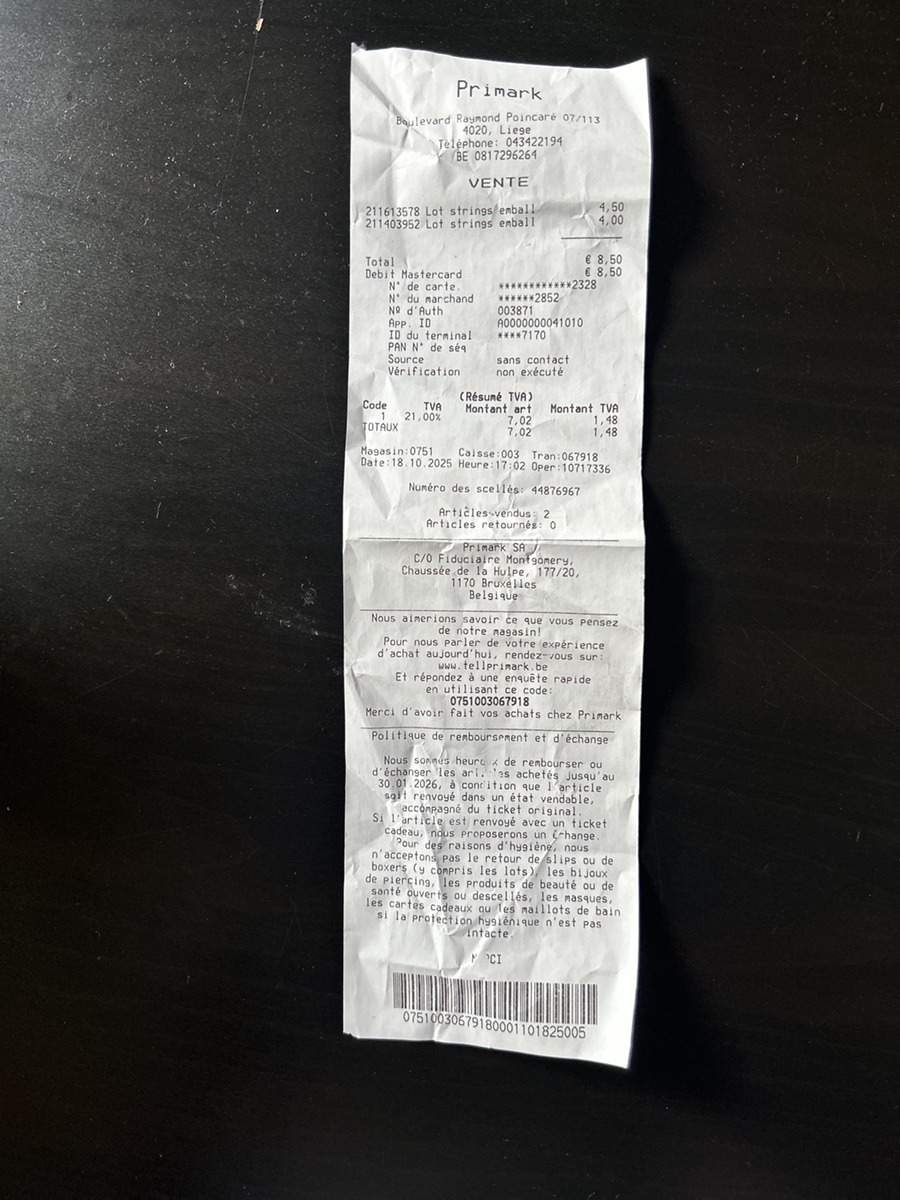 Primark
Boulevard Raymond Poincaré 07/113
4020, Liege
Téléphone: 043422194
BE 0817296264
VENTE
211613578 Lot strings emball 4,50
211403952 Lot strings emball 4,00
Total € 8,50
Debit Mastercard € 8,50
N° de carte. ************2328
N° du marchand ******2852
Nº d'Auth 003871
App. ID A0000000041010
ID du terminal ****7170
PAN N° de séq
Source sans contact
Vérification non exécuté
(Résumé TVA)
Code TVA Montant art Montant TVA
1 21,00% 7,02 1,48
TOTAUX 7,02 1,48
Magasin:0751 Caisse:003 Tran:067918
Date:18.10.2025 Heure:17:02 Oper:10717336
Numéro des scellés: 44876967
Articles vendus: 2
Articles retournés: 0
Primark SA
C/O Fiduciaire Montgomery,
Chaussée de la Hulpe, 177/20,
1170 Bruxelles
Belgique
Nous aimerions savoir ce que vous pensez
de notre magasin!
Pour nous parler de votre expérience
d'achat aujourd'hui, rendez-vous sur:
www.tellprimark.be
Et répondez à une enquête rapide
en utilisant ce code:
0751003067918
Merci d'avoir fait vos achats chez Primark
Politique de remboursement et d'échange
Nous sommes de rembourser ou
d'échanger les achetés jusqu'au
30.01.2026, à condition que l'article
soit renvoyé dans un état vendable,
accompagné du ticket original.
Si l'article est renvoyé avec un ticket
cadeau, nous proposerons un échange.
Pour des raisons d'hygiène, nous
n'acceptons pas le retour de slips ou de
boxers (y compris les lots), les bijoux
de piercing, les produits de beauté ou de
santé ouverts ou descellés, les masques,
les cartes cadeaux ou les maillots de bain
si la protection hygiénique n'est pas
intacte.
07510030679180001101825005